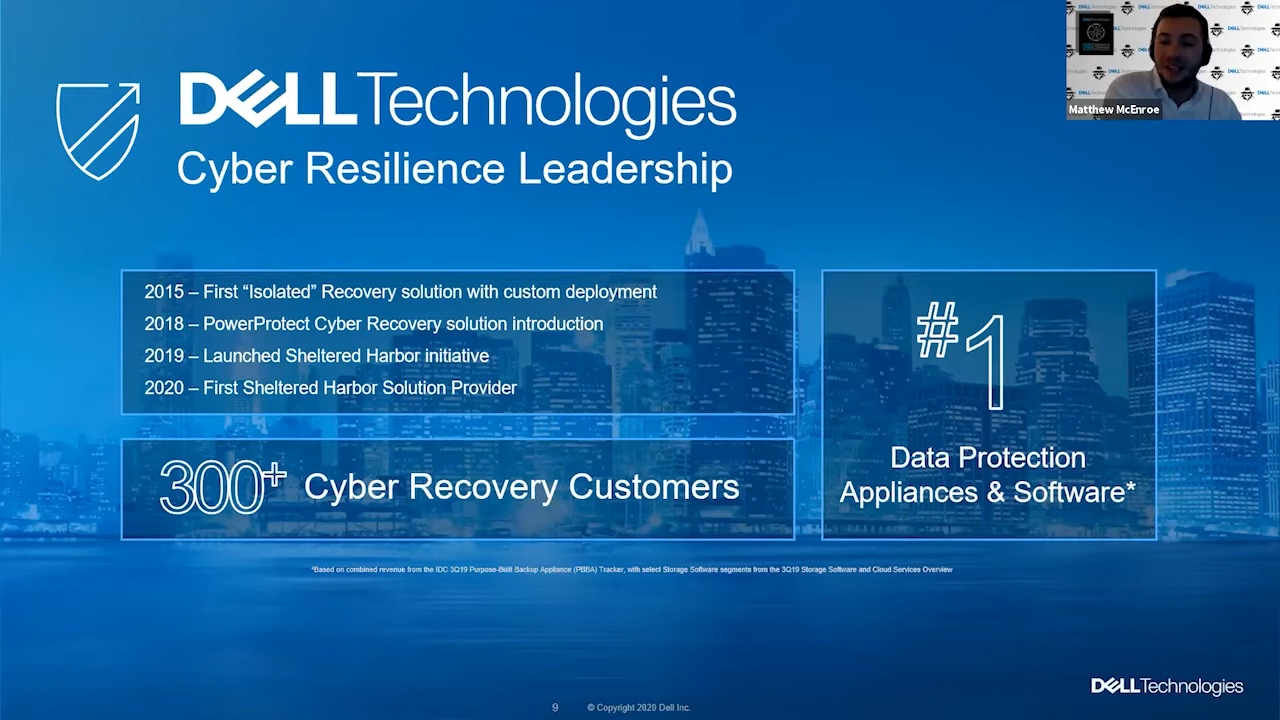 DELLTechnologies
Cyber Resilience Leadership
Matthew McEnroe
2015 – First “Isolated” Recovery solution with custom deployment
2018 – PowerProtect Cyber Recovery solution introduction
2019 – Launched Sheltered Harbor initiative
2020 – First Sheltered Harbor Solution Provider
300+ Cyber Recovery Customers
#1
Data Protection
Appliances & Software*
*Based on combined revenue from the IDC 3Q19 Purpose-Built Backup Appliance (PBBA) Tracker, with select Storage Software segments from the 3Q19 Storage Software and Cloud Services Overview
DELLTechnologies
9 © Copyright 2020 Dell Inc.